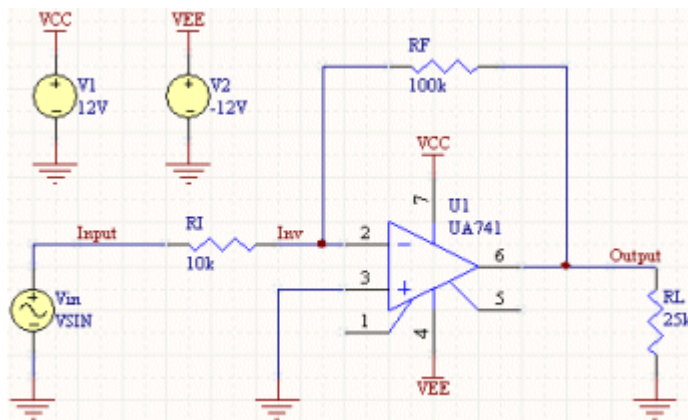 VCC
VEE
V1
12V
V2
-12V
RF
100k
VCC
7
U1
UA741
Input
RI
10k
Inv
2
3
6
Output
1
5
4
VEE
Vin
VSIN
RL
25k